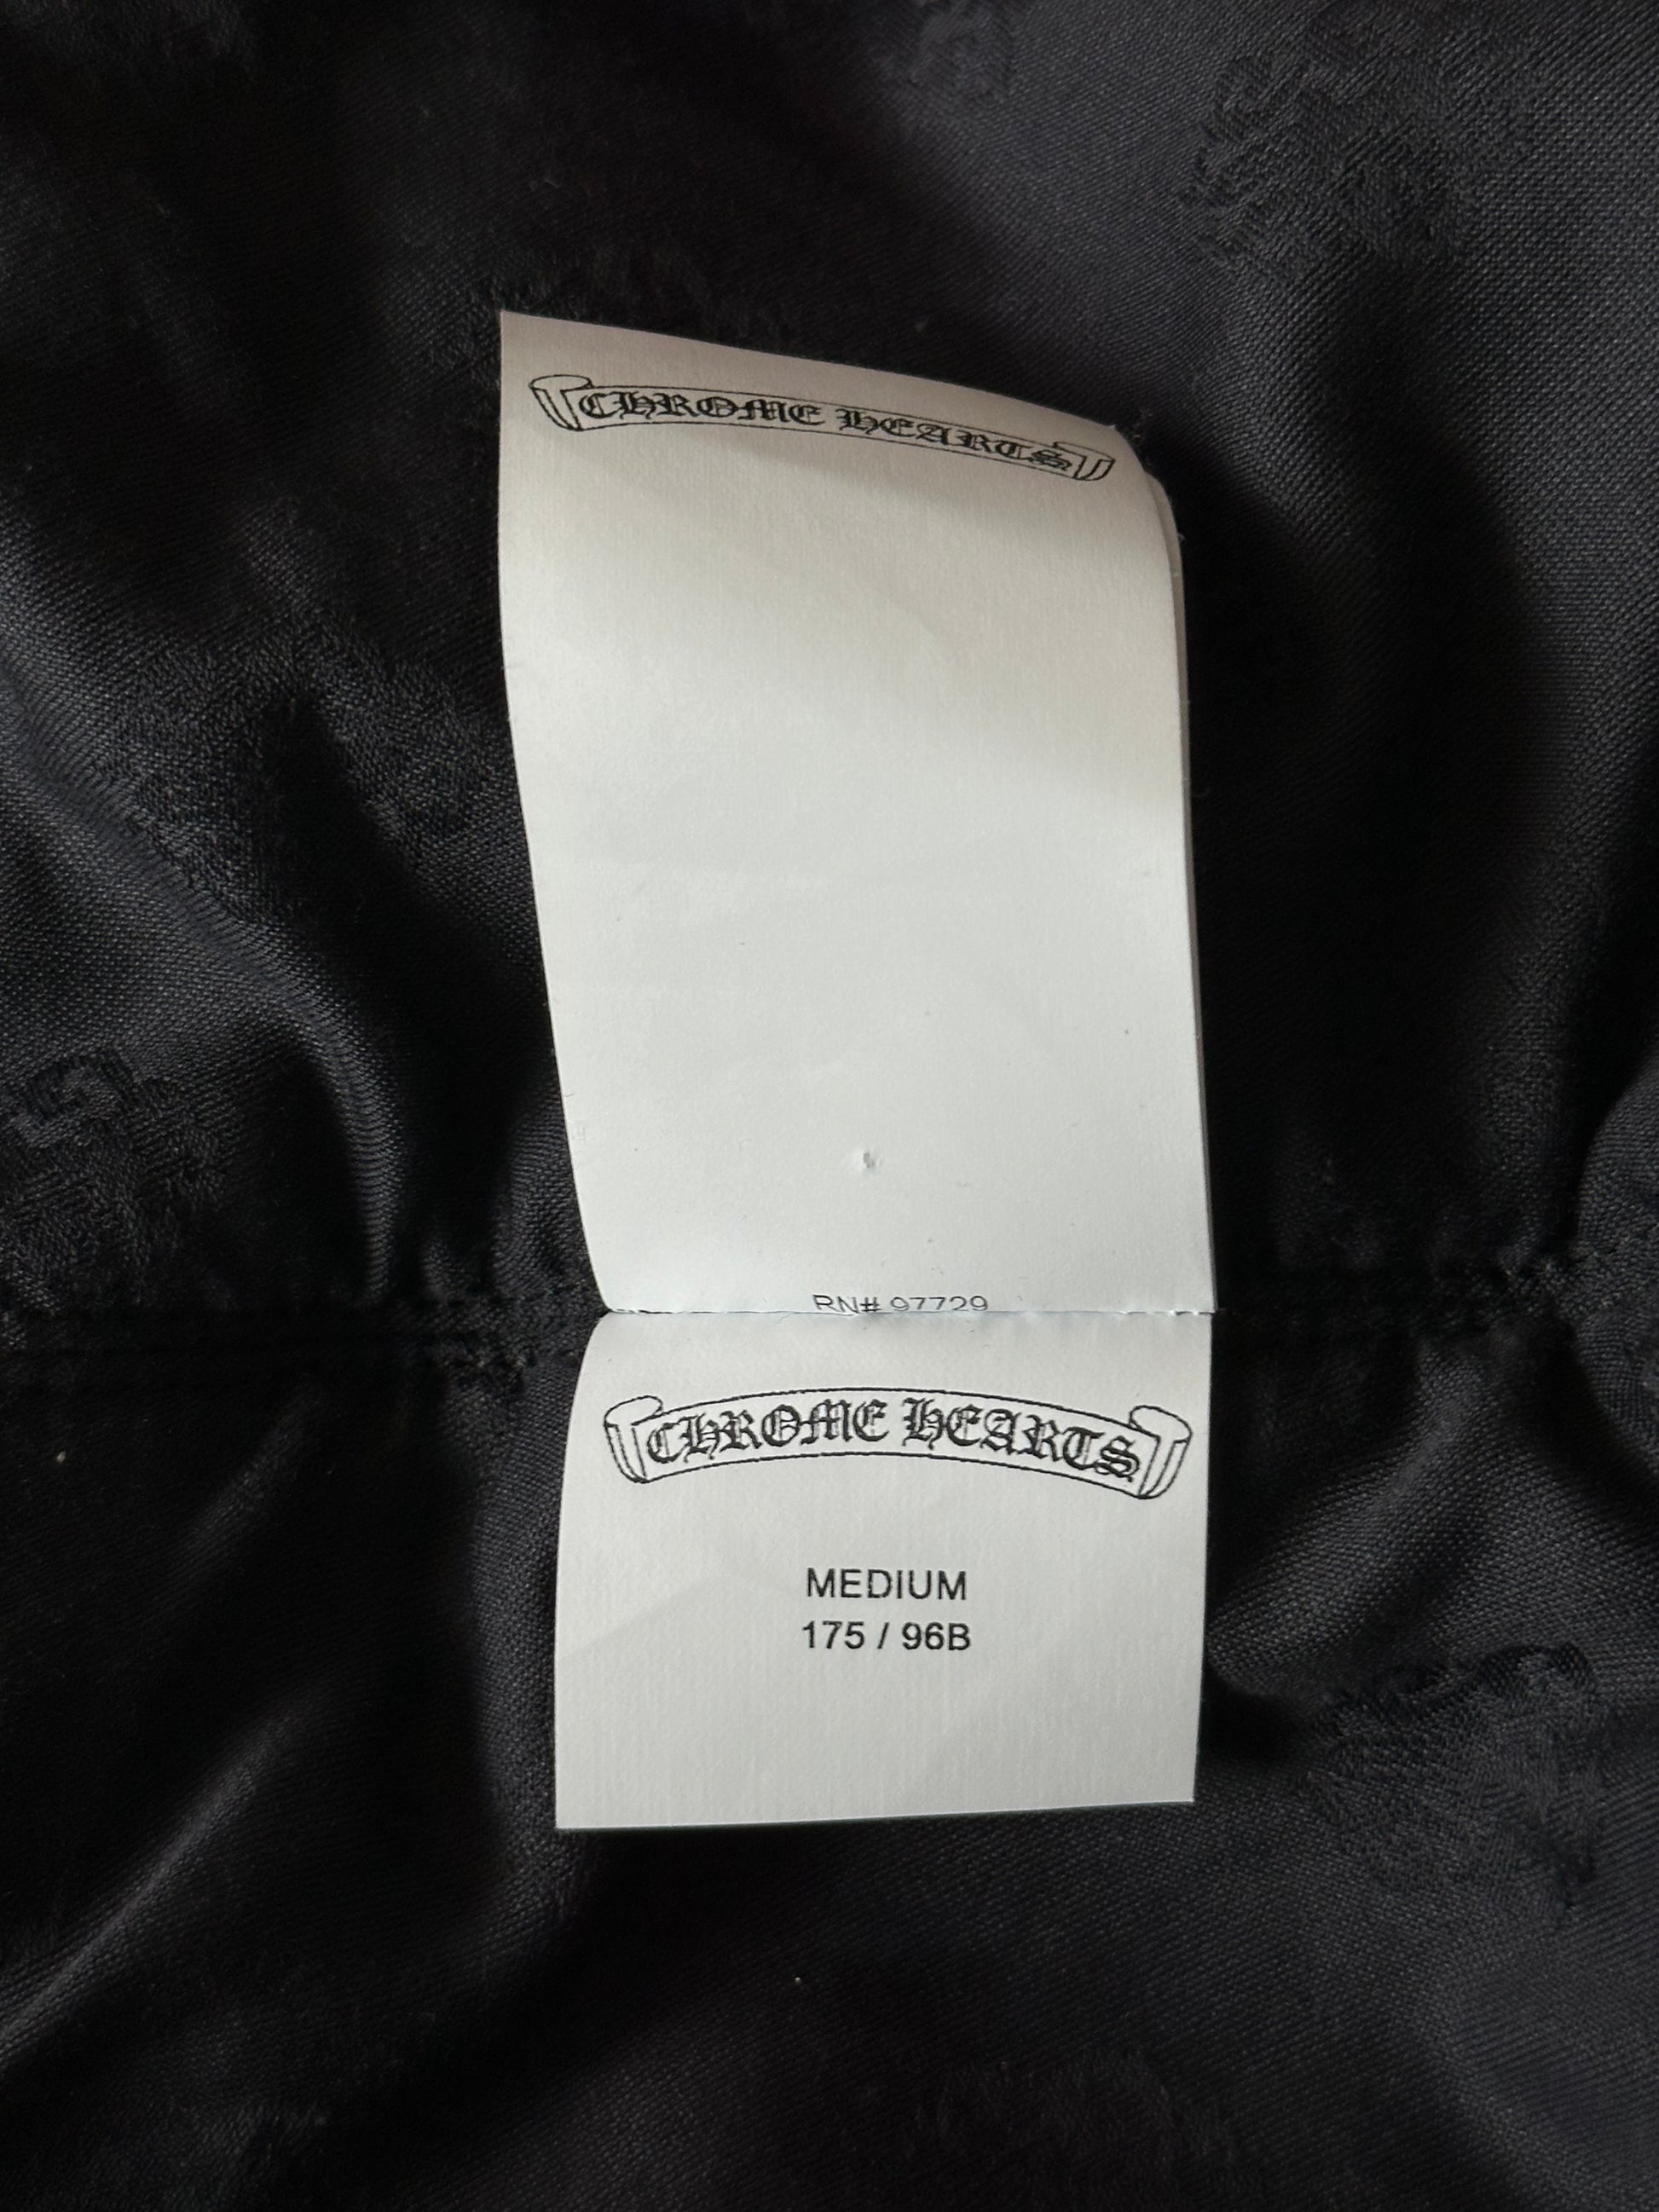 CHROME HEARTS
RN# 97729
CHROME HEARTS
MEDIUM
175 / 96B